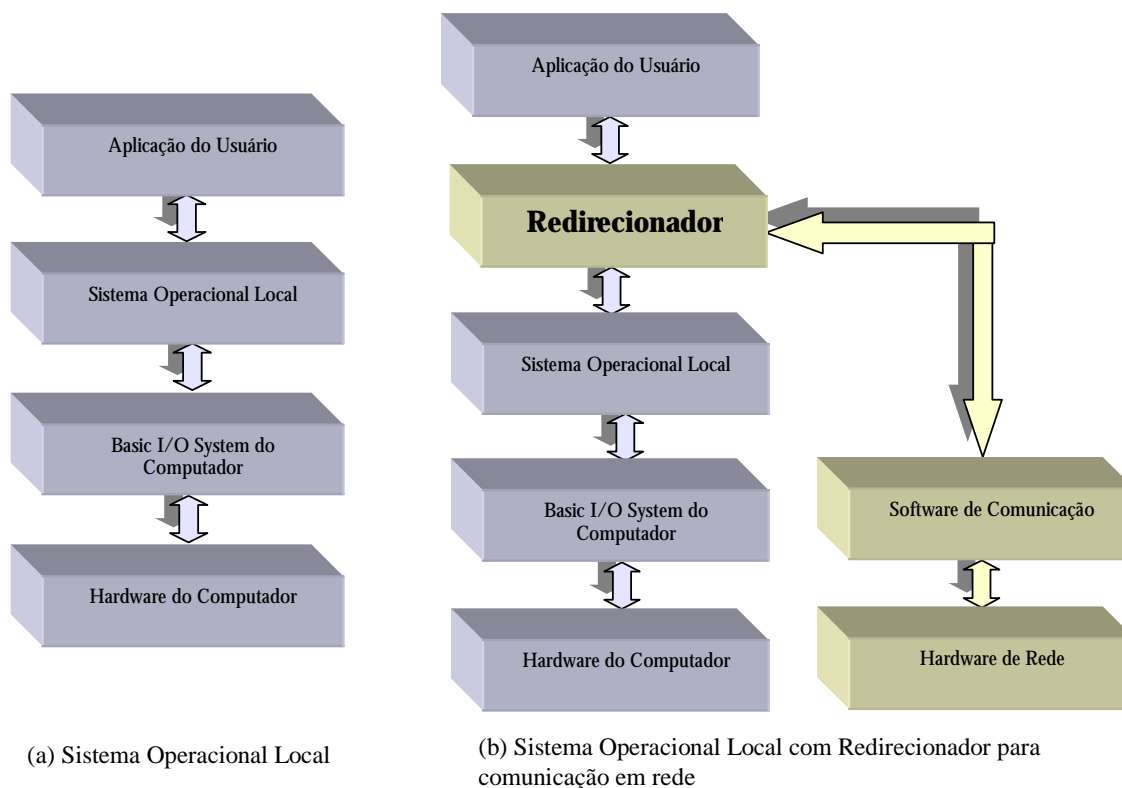 Aplicação do Usuário
Sistema Operacional Local
Basic I/O System do
Computador
Hardware do Computador
(a) Sistema Operacional Local
Aplicação do Usuário
Redirecionador
Sistema Operacional Local
Basic I/O System do
Computador
Hardware do Computador
Software de Comunicação
Hardware de Rede
(b) Sistema Operacional Local com Redirecionador para
comunicação em rede